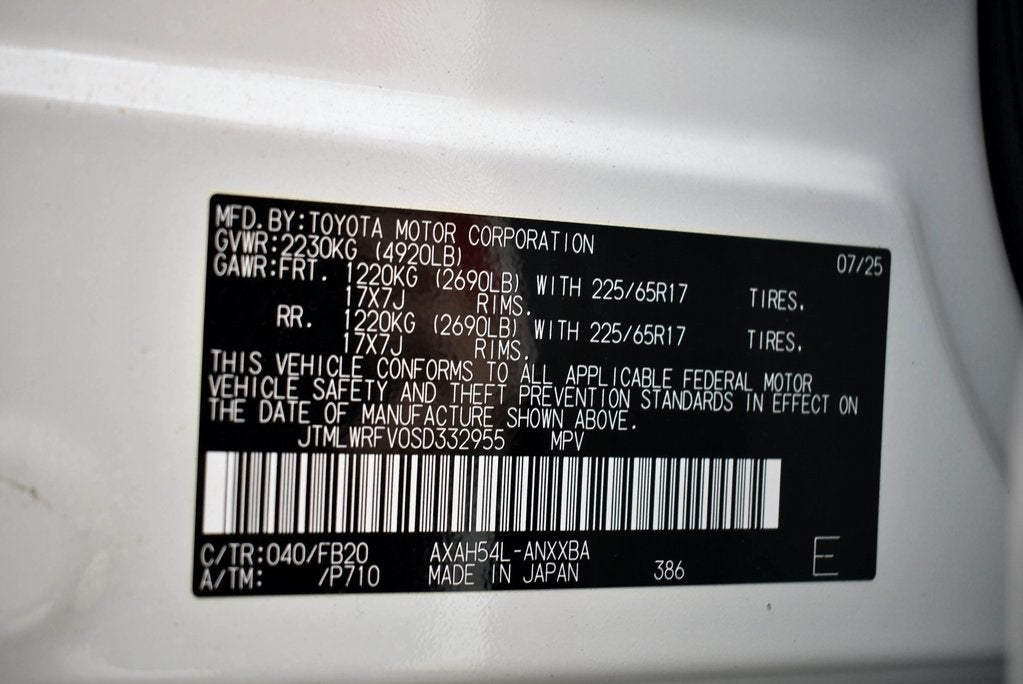 MFD.BY:TOYOTA MOTOR CORPORATION 07/25
GVWR:2230KG (4920LB)
GAWR:FRT. 1220KG (2690LB) WITH 225/65R17 TIRES.
17X7J RIMS.
RR. 1220KG (2690LB) WITH 225/65R17 TIRES.
17X7J RIMS.
THIS VEHICLE CONFORMS TO ALL APPLICABLE FEDERAL MOTOR
VEHICLE SAFETY AND THEFT PREVENTION STANDARDS IN EFFECT ON
THE DATE OF MANUFACTURE SHOWN ABOVE.
JTMLWRFV0SD332955 MPV
C/TR:040/FB20 AXAH54L-ANXXBA
A/TM: /P710 MADE IN JAPAN 386 E